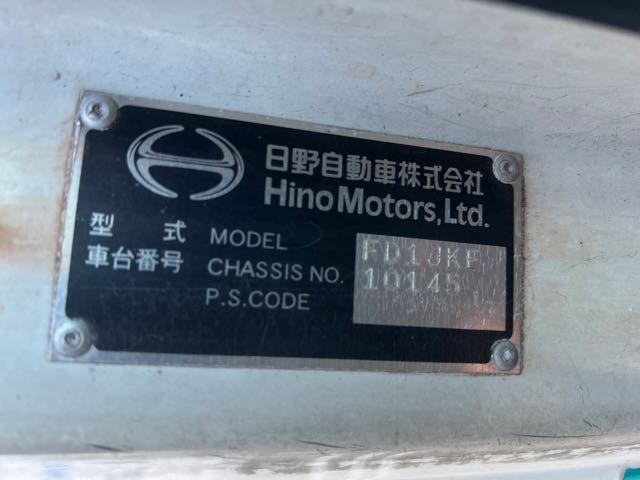 日野自動車株式会社
Hino Motors, Ltd.
型 式 MODEL FD1JKE
車台番号 CHASSIS NO. 10145
P.S.CODE